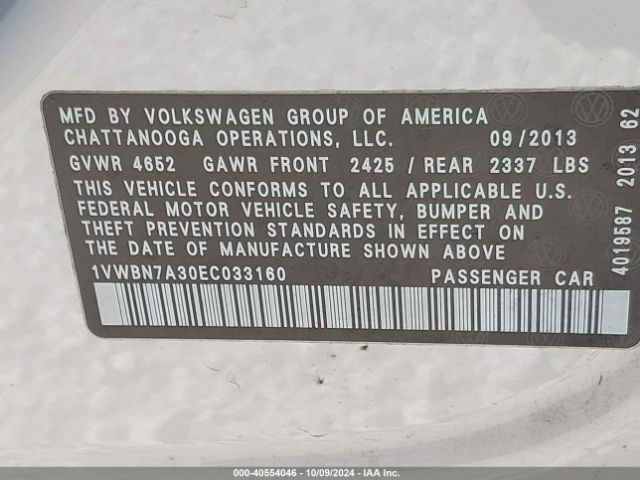 MFD BY VOLKSWAGEN GROUP OF AMERICA
CHATTANOOGA OPERATIONS, LLC. 09/2013
GVWR 4652 GAWR FRONT 2425 / REAR 2337 LBS
THIS VEHICLE CONFORMS TO ALL APPLICABLE U.S.
FEDERAL MOTOR VEHICLE SAFETY, BUMPER AND
THEFT PREVENTION STANDARDS IN EFFECT ON
THE DATE OF MANUFACTURE SHOWN ABOVE
1VWBN7A30EC033160 PASSENGER CAR
4019587 2013 62
000-40554046 - 10/09/2024 - IAAI.COM